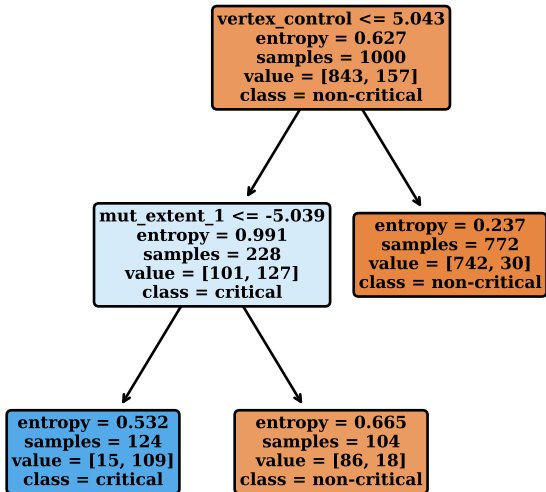 vertex_control <= 5.043
entropy = 0.627
samples = 1000
value = [843, 157]
class = non-critical
mut_extent_1 <= -5.039
entropy = 0.991
samples = 228
value = [101, 127]
class = critical
entropy = 0.237
samples = 772
value = [742, 30]
class = non-critical
entropy = 0.532
samples = 124
value = [15, 109]
class = critical
entropy = 0.665
samples = 104
value = [86, 18]
class = non-critical